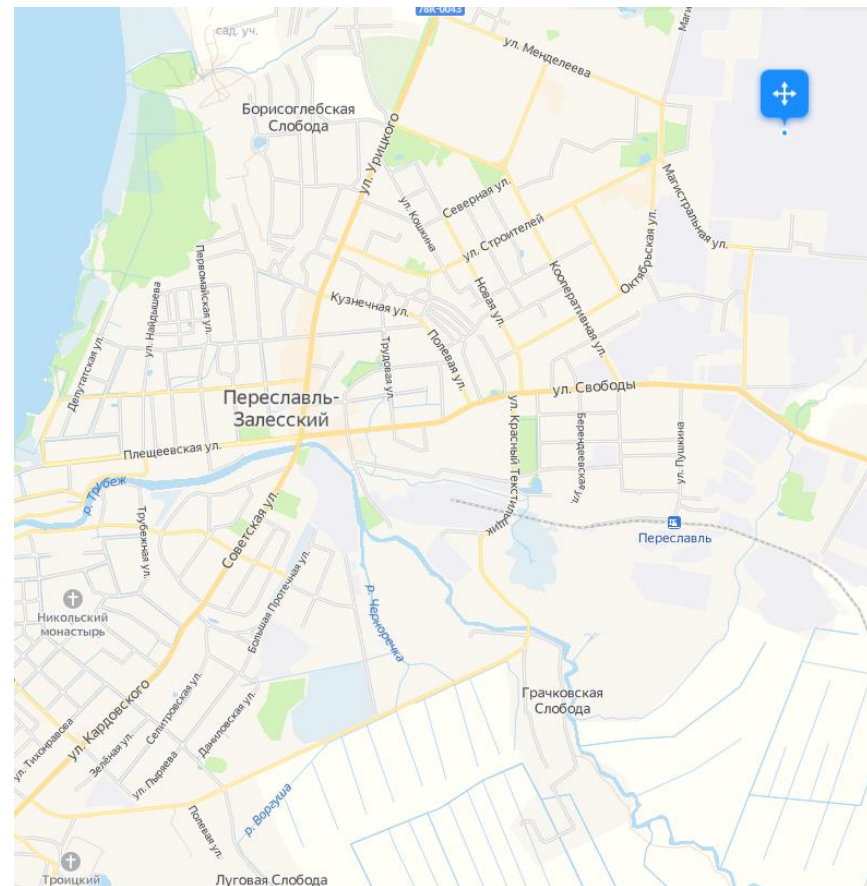 78К-0043
сад. уч.
ул. Менделеева
Борисоглебская
Слобода
ул. Урицкого
Северная ул.
ул. Кошкина
ул. Строителей
Магистральная ул.
Октябрьская ул.
Первомайская ул.
ул. Найдышева
Кузнечная ул.
Новая ул.
Кооперативная ул.
Депутатская ул.
Трудовая ул.
Полевая ул.
Переславль-
Залесский
ул. Свободы
ул. Красный Текстильщик
Берендеевская ул.
ул. Пушкина
Плещеевская ул.
р. Трубеж
Трубежная ул.
Советская ул.
Переславль
Большая Протечная ул.
р. Черноречка
Никольский
монастырь
Грачковская
Слобода
ул. Кардовского
Селитровская ул.
Даниловская ул.
ул. Тихонравова
Зелёная ул.
ул. Пыряева
Полевая ул.
р. Воргуша
Троицкий
Луговая Слобода